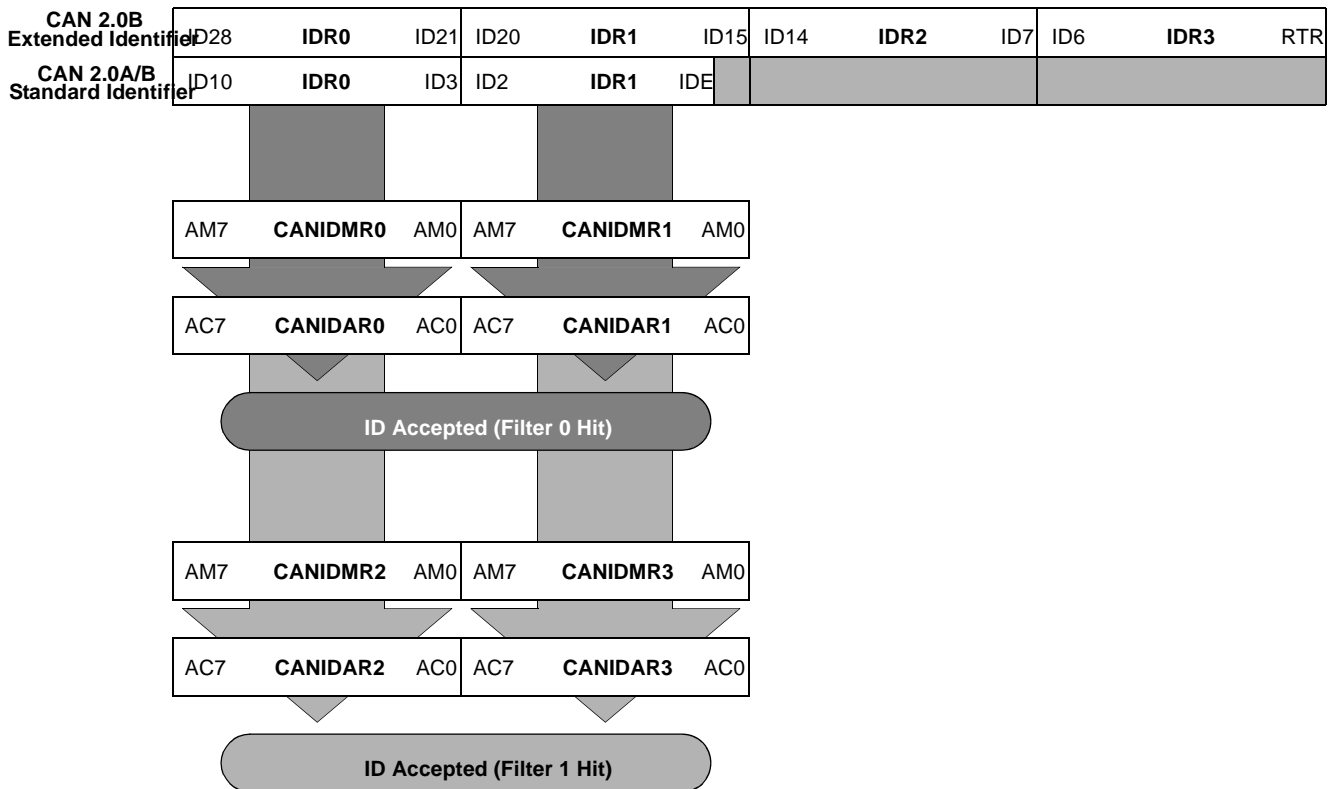 CAN 2.0B
Extended Identifier ID28 IDR0 ID21 ID20 IDR1 ID15 ID14 IDR2 ID7 ID6 IDR3 RTR
CAN 2.0A/B
Standard Identifier ID10 IDR0 ID3 ID2 IDR1 IDE
AM7 CANIDMR0 AM0 AM7 CANIDMR1 AM0
AC7 CANIDAR0 AC0 AC7 CANIDAR1 AC0
ID Accepted (Filter 0 Hit)
AM7 CANIDMR2 AM0 AM7 CANIDMR3 AM0
AC7 CANIDAR2 AC0 AC7 CANIDAR3 AC0
ID Accepted (Filter 1 Hit)